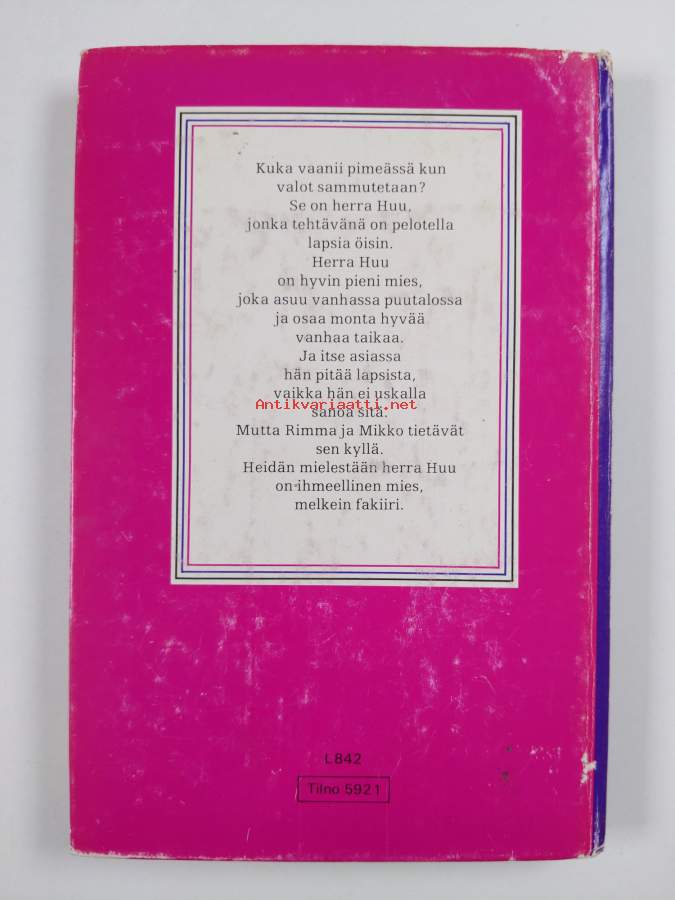 Kuka vaanii pimeässä kun
valot sammutetaan?
Se on herra Huu,
jonka tehtävänä on pelotella
lapsia öisin.
Herra Huu
on hyvin pieni mies,
joka asuu vanhassa puutalossa
ja osaa monta hyvää
vanhaa taikaa.
Ja itse asiassa
hän pitää lapsista,
vaikka hän ei uskalla
Antikvariaatti.net
sanoa sitä.
Mutta Rimma ja Mikko tietävät
sen kyllä.
Heidän mielestään herra Huu
on ihmeellinen mies,
melkein fakiiri.
L842
Tilno 5921